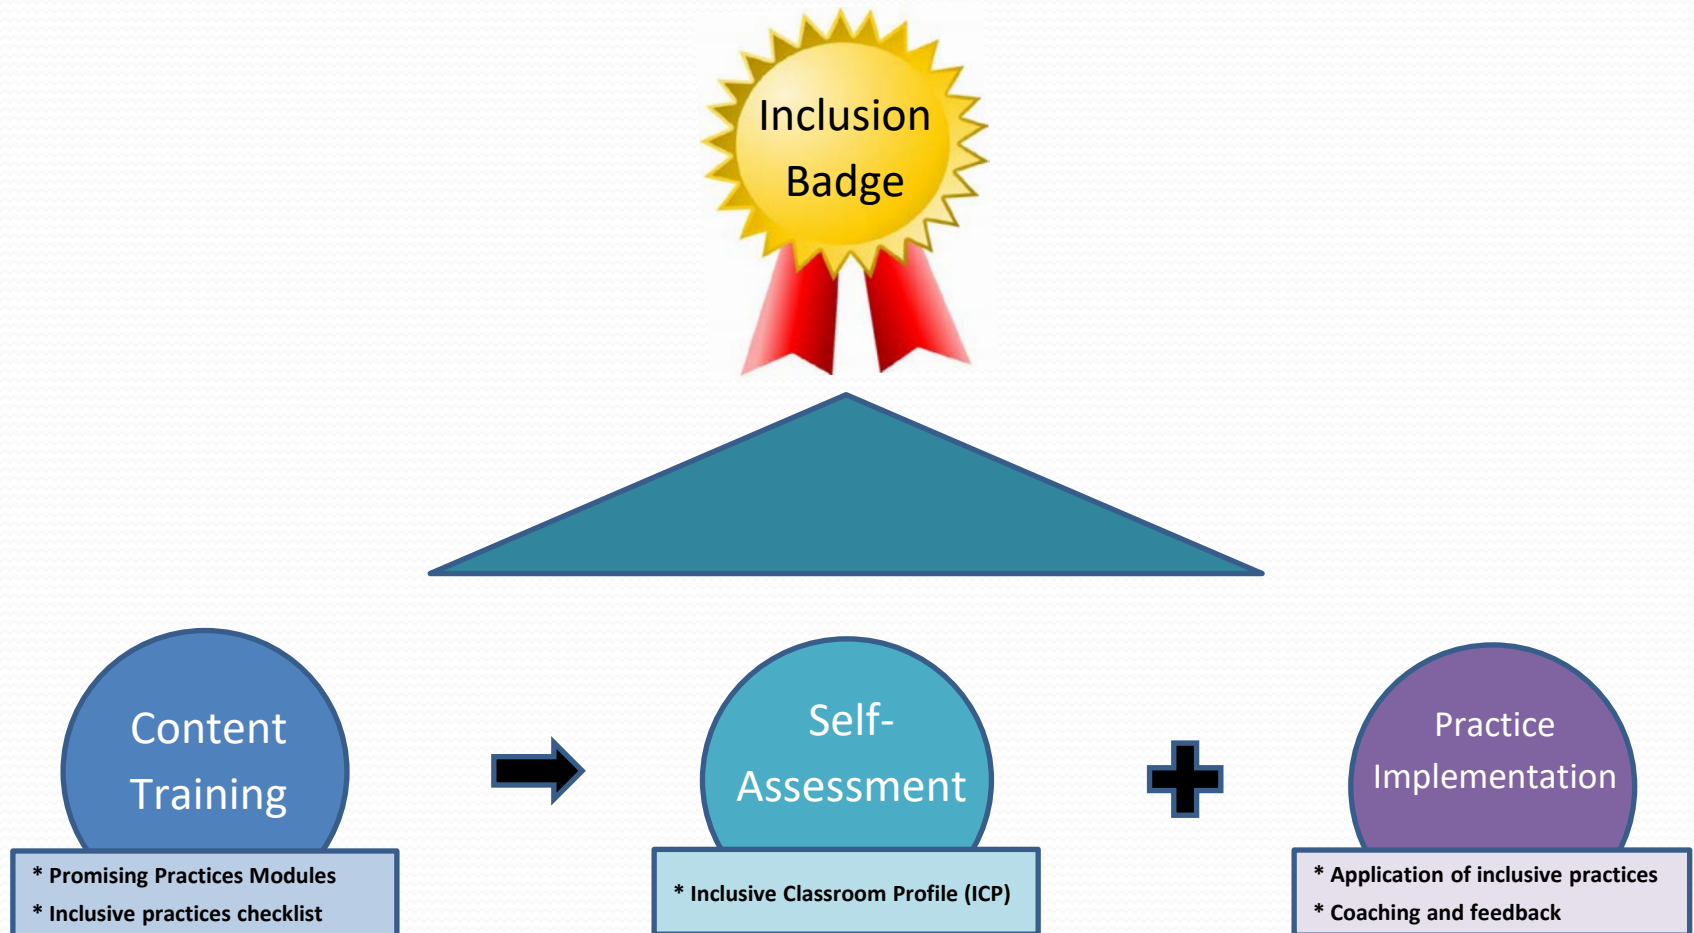 Inclusion
Badge
Content
Training
Self-
Assessment
Practice
Implementation
* Promising Practices Modules
* Inclusive practices checklist
* Inclusive Classroom Profile (ICP)
* Application of inclusive practices
* Coaching and feedback